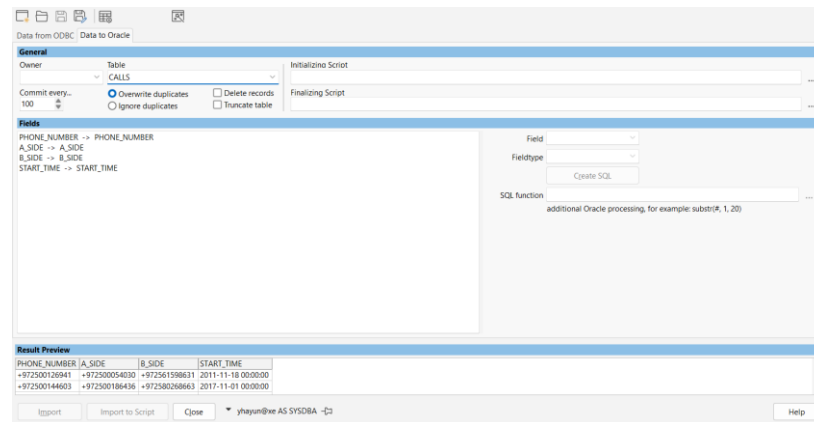 Data from ODBC Data to Oracle
General
Owner Table Initializing Script
CALLS
...
Commit every... Overwrite duplicates Delete records Finalizing Script
100 Ignore duplicates Truncate table ...
Fields
PHONE_NUMBER -> PHONE_NUMBER
A_SIDE -> A_SIDE
B_SIDE -> B_SIDE
START_TIME -> START_TIME
Field
Fieldtype
Create SQL
SQL function ...
additional Oracle processing, for example: substr(#, 1, 20)
Result Preview
PHONE_NUMBER A_SIDE B_SIDE START_TIME
+972500126941 +972500054030 +972561598631 2011-11-18 00:00:00
+972500144603 +972500186436 +972580268663 2017-11-01 00:00:00
Import Import to Script Close yhayun@xe AS SYSDBA Help